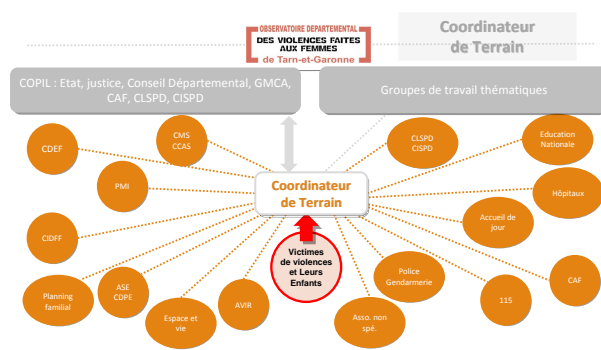 OBSERVATOIRE DEPARTEMENTAL
DES VIOLENCES FAITES
AUX FEMMES
de Tarn-et-Garonne
Coordinateur
de Terrain
COPIL : Etat, justice, Conseil Départemental, GMCA,
CAF, CLSPD, CISPD
Groupes de travail thématiques
CDEF
CMS
CCAS
CLSPD
CISPD
Education
Nationale
PMI
Coordinateur
de Terrain
Hôpitaux
CIDFF
Accueil de
jour
Victimes
de violences
et Leurs
Enfants
Planning
familial
ASE
CDPE
Espace et
vie
AVIR
Asso. non
spé.
Police
Gendarmerie
115
CAF